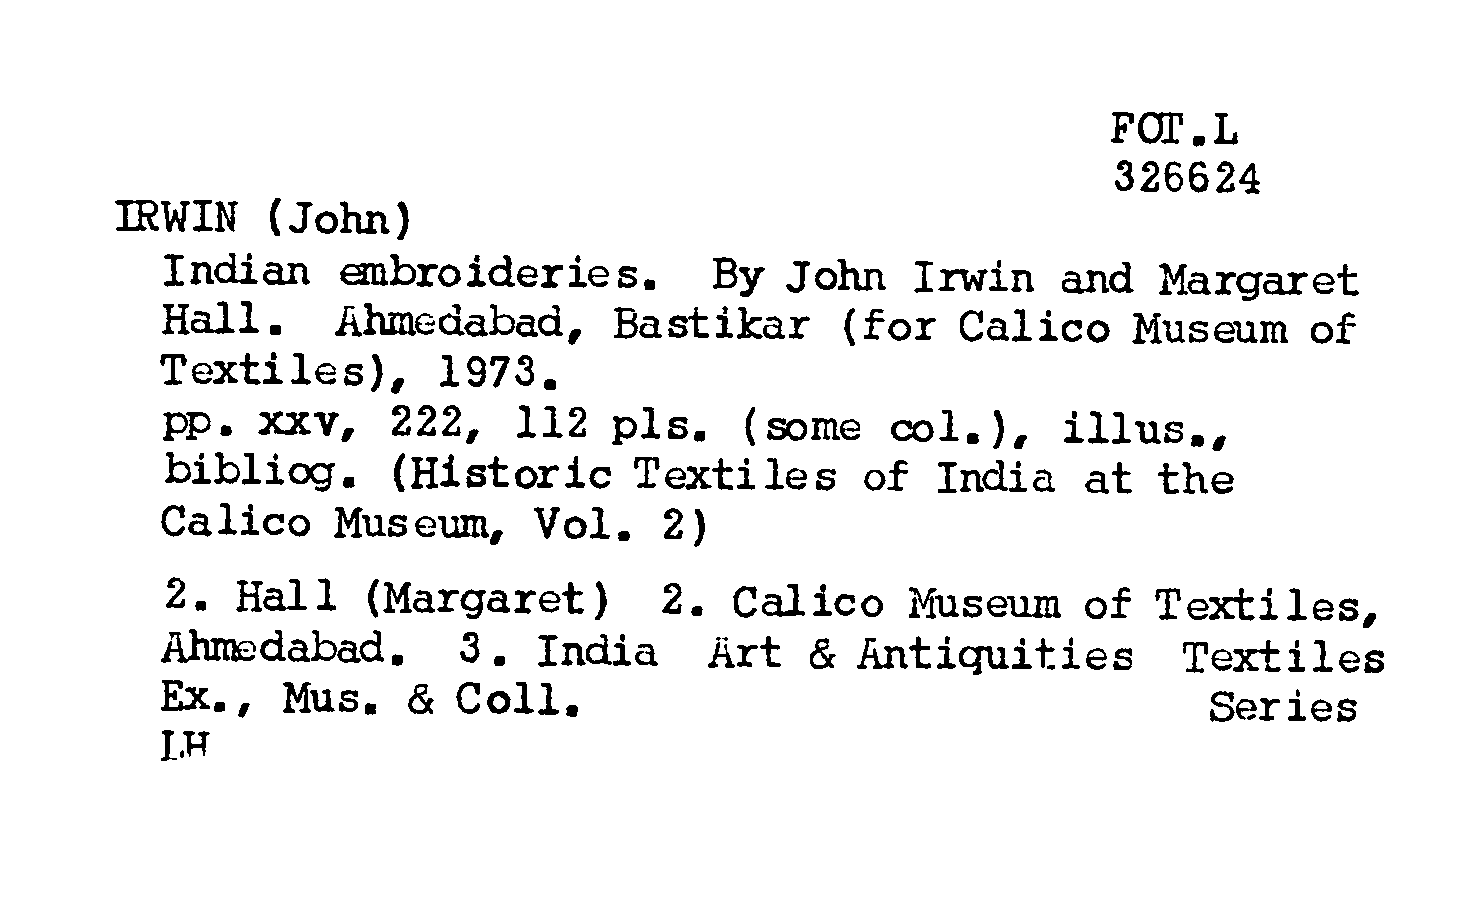 FOT.L
326624
IRWIN (John)
Indian embroideries. By John Irwin and Margaret
Hall. Ahmedabad, Bastikar (for Calico Museum of
Textiles), 1973.
pp. xxv, 222, 112 pls. (some col.), illus.,
bibliog. (Historic Textiles of India at the
Calico Museum, Vol. 2)
2. Hall (Margaret) 2. Calico Museum of Textiles,
Ahmedabad. 3. India Art & Antiquities Textiles
Ex., Mus. & Coll. Series
LH